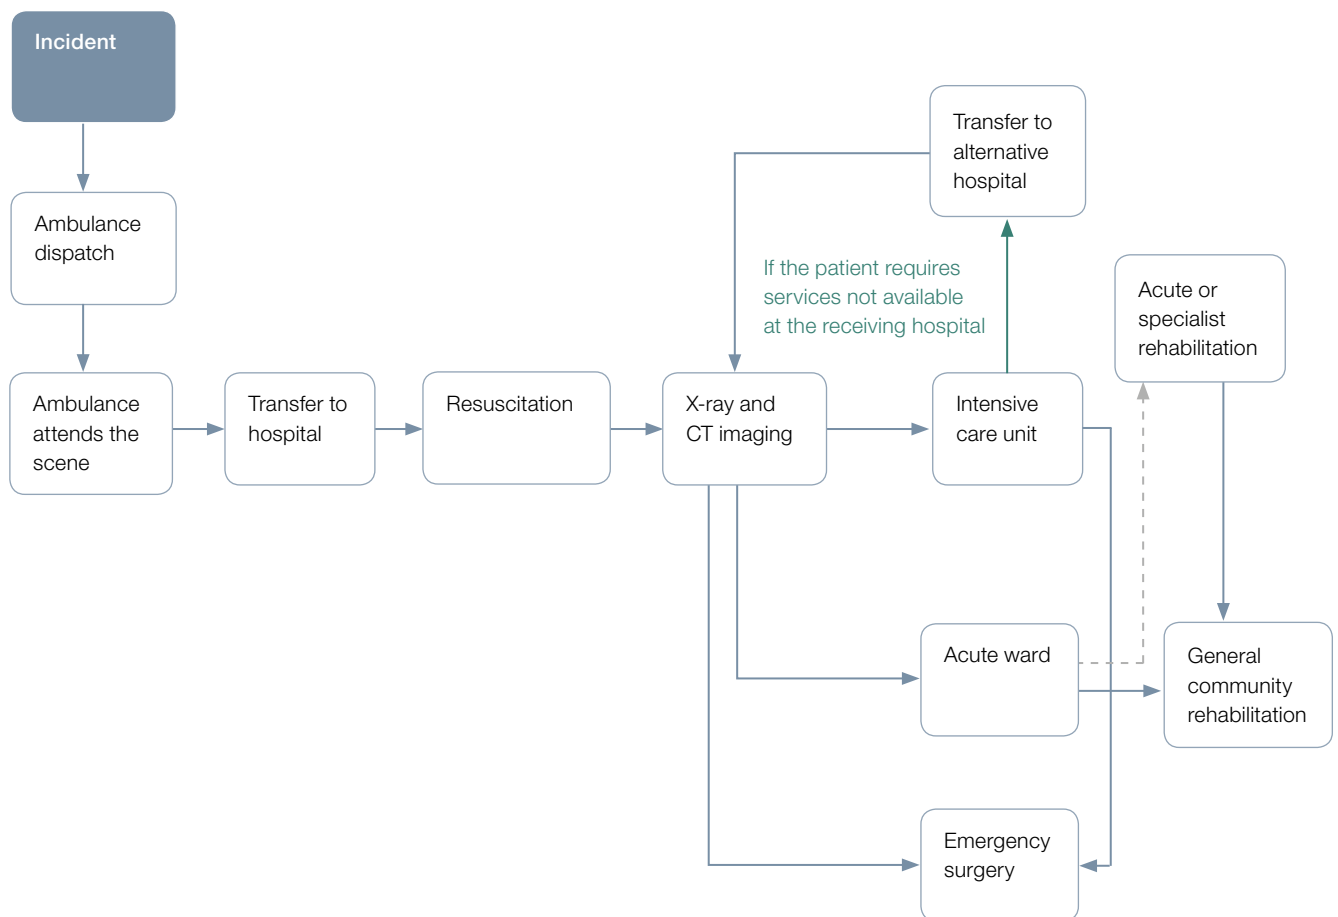 Incident
Ambulance
dispatch
Ambulance
attends the
scene
Transfer to
hospital
Resuscitation
X-ray and
CT imaging
Intensive
care unit
Transfer to
alternative
hospital
If the patient requires
services not available
at the receiving hospital
Acute or
specialist
rehabilitation
Acute ward
General
community
rehabilitation
Emergency
surgery